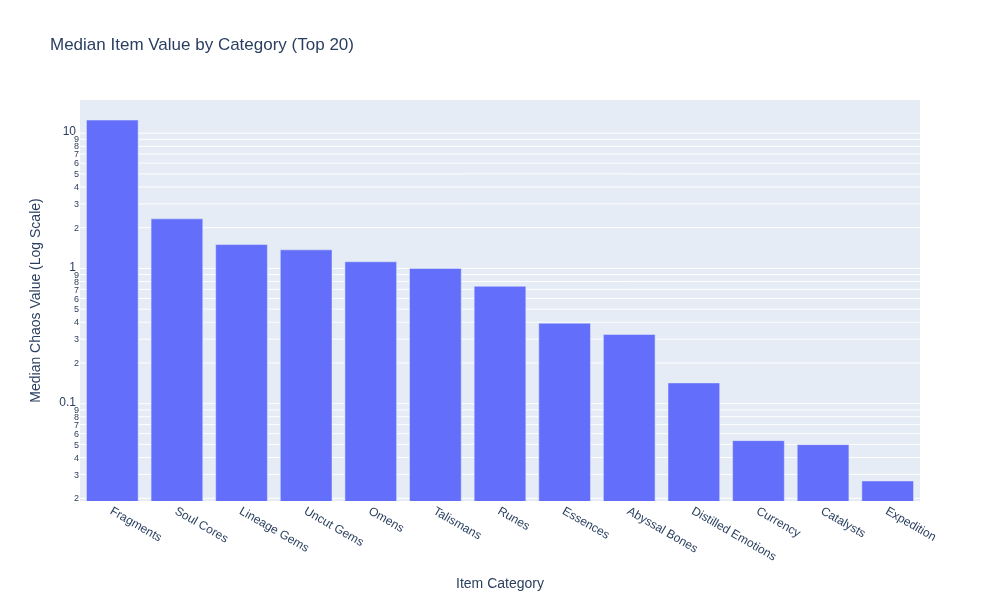 Median Item Value by Category (Top 20)
Median Chaos Value (Log Scale)
10
9
8
7
6
5
4
3
2
1
9
8
7
6
5
4
3
2
0.1
9
8
7
6
5
4
3
2
Fragments
Soul Cores
Lineage Gems
Uncut Gems
Omens
Talismans
Runes
Essences
Abyssal Bones
Distilled Emotions
Currency
Catalysts
Expedition
Item Category